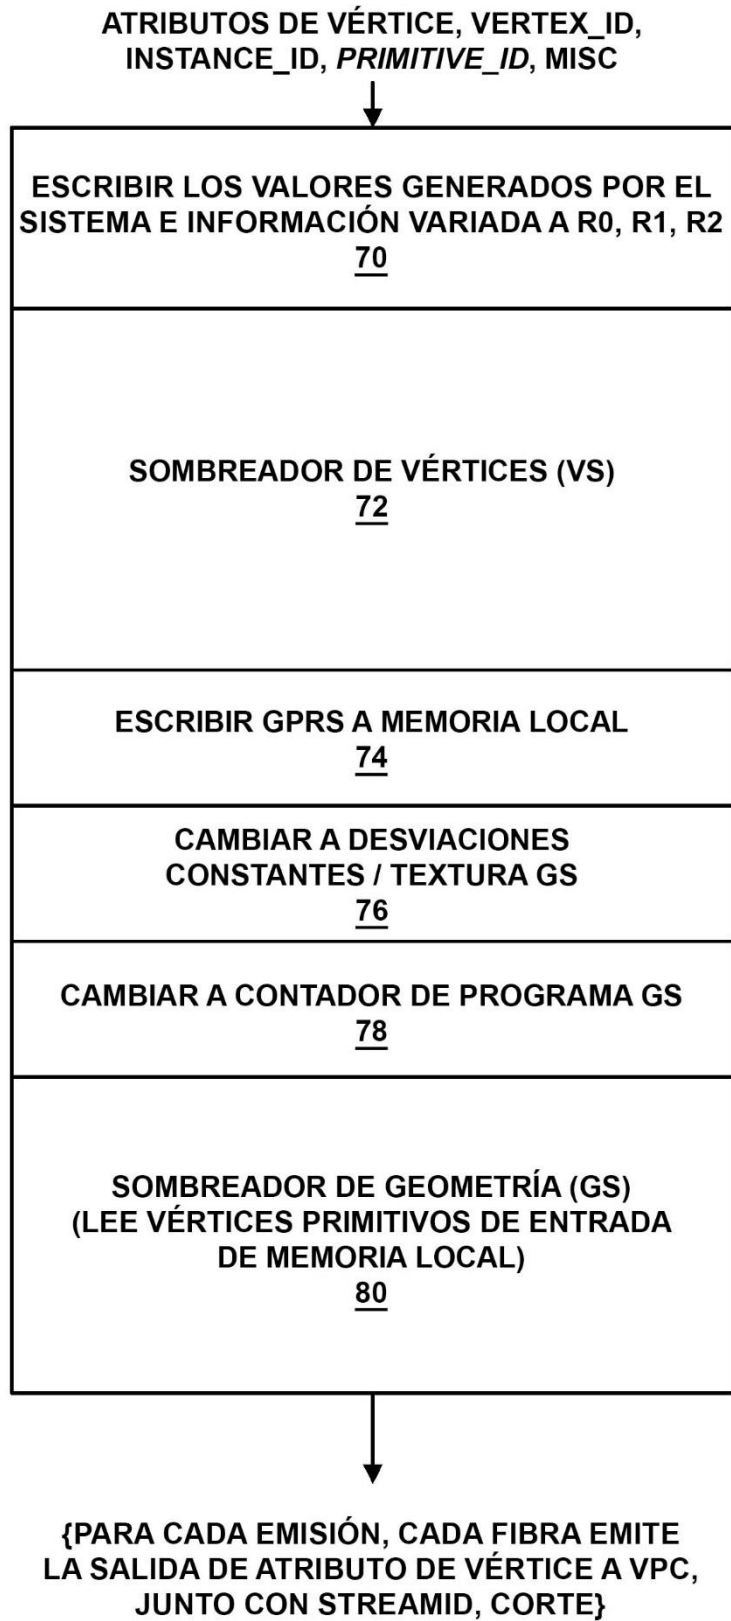 ATRIBUTOS DE VÉRTICE, VERTEX_ID,
INSTANCE_ID, PRIMITIVE_ID, MISC
ESCRIBIR LOS VALORES GENERADOS POR EL
SISTEMA E INFORMACIÓN VARIADA A R0, R1, R2
70
SOMBREADOR DE VÉRTICES (VS)
72
ESCRIBIR GPRS A MEMORIA LOCAL
74
CAMBIAR A DESVIACIONES
CONSTANTES / TEXTURA GS
76
CAMBIAR A CONTADOR DE PROGRAMA GS
78
SOMBREADOR DE GEOMETRÍA (GS)
(LEE VÉRTICES PRIMITIVOS DE ENTRADA
DE MEMORIA LOCAL)
80
{PARA CADA EMISIÓN, CADA FIBRA EMITE
LA SALIDA DE ATRIBUTO DE VÉRTICE A VPC,
JUNTO CON STREAMID, CORTE}